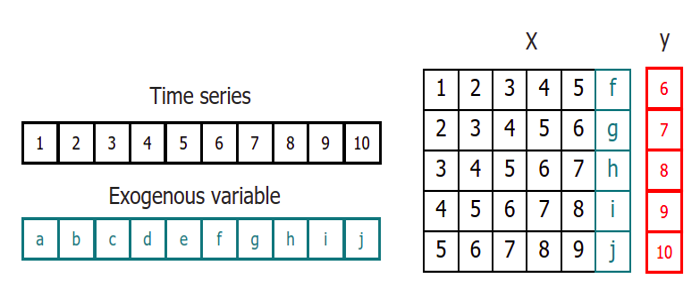 Time series
1 2 3 4 5 6 7 8 9 10
Exogenous variable
a b c d e f g h i j
X y
1 2 3 4 5 f 6
2 3 4 5 6 g 7
3 4 5 6 7 h 8
4 5 6 7 8 i 9
5 6 7 8 9 j 10